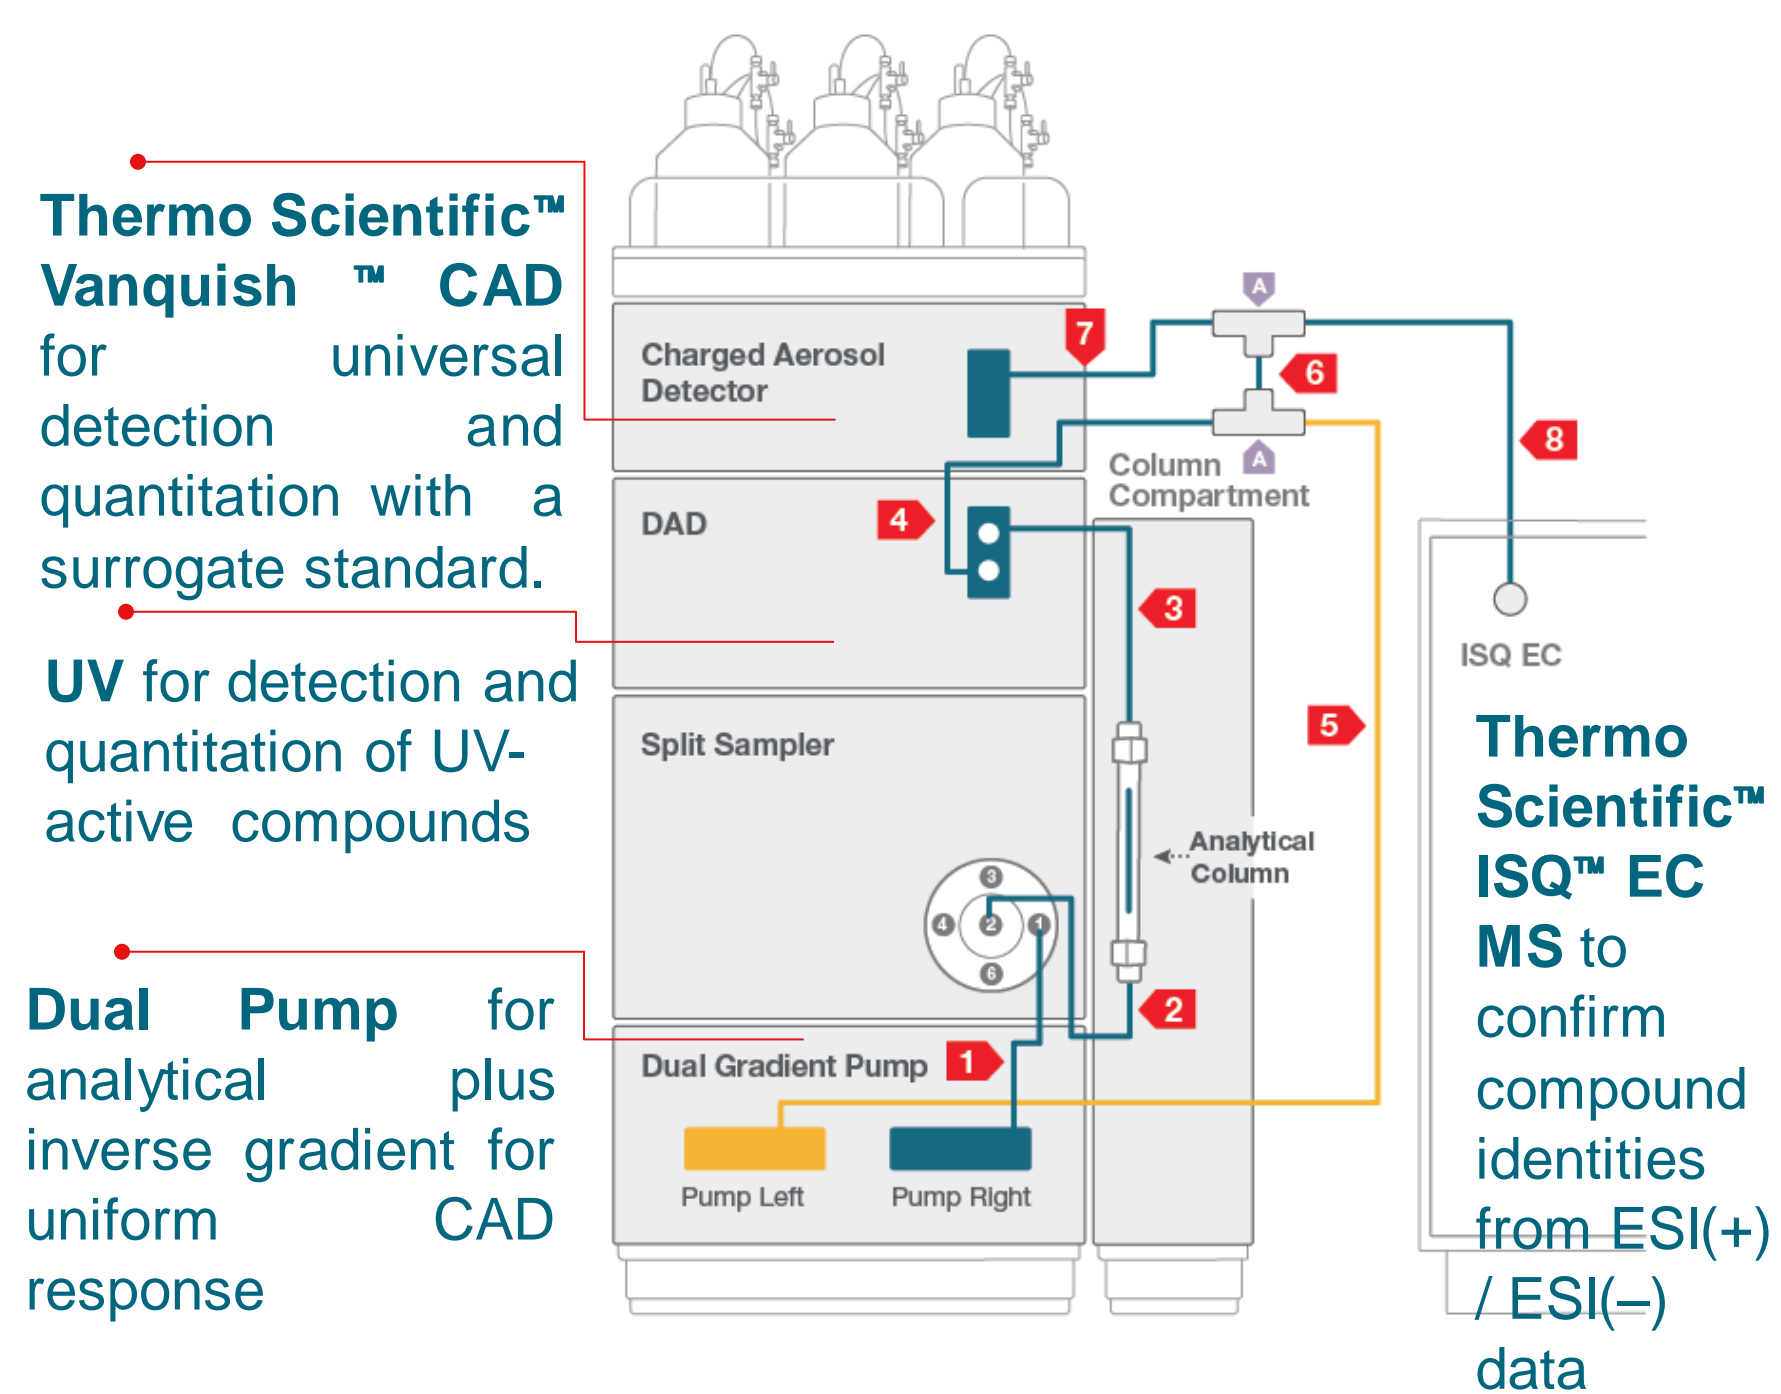 Thermo Scientific™
Vanquish ™ CAD
for universal
detection and
quantitation with a
surrogate standard.
UV for detection and
quantitation of UV-
active compounds
Dual Pump for
analytical plus
inverse gradient for
uniform CAD
response
Charged Aerosol
Detector
DAD
Split Sampler
3
4
2
1
6
Dual Gradient Pump
Pump Left
Pump Right
1
2
3
4
5
6
7
8
A
A
Column
Compartment
Analytical
Column
ISQ EC
Thermo
Scientific™
ISQ™ EC
MS to
confirm
compound
identities
from ESI(+)
/ ESI(–)
data